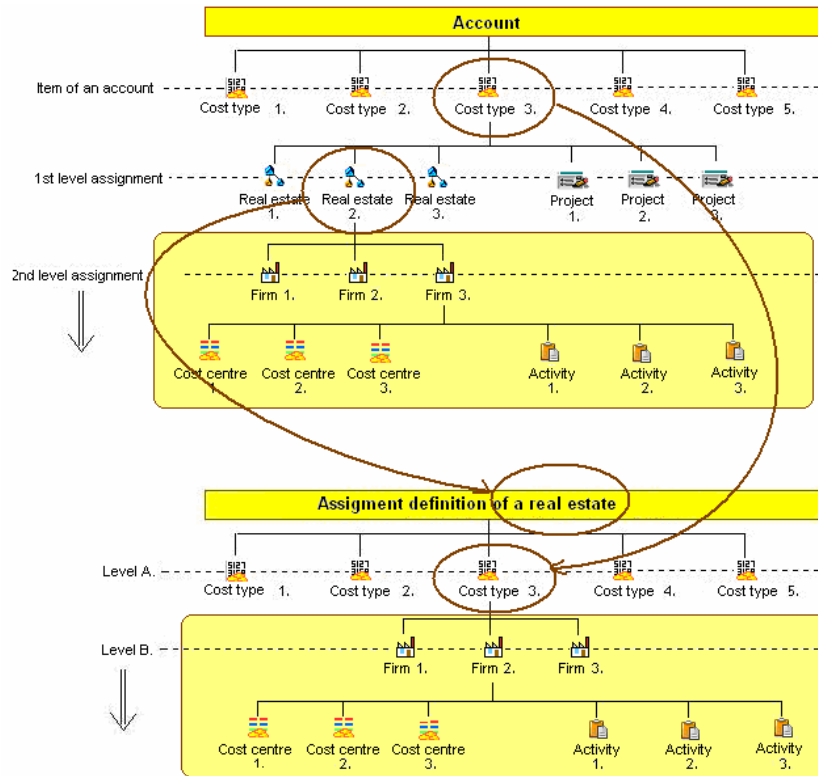 Account
Item of an account
Cost type 1. Cost type 2. Cost type 3. Cost type 4. Cost type 5.
1st level assignment
Real estate Real estate Real estate Project Project Project
1. 2. 3. 1. 2. 3.
2nd level assignment
Firm 1. Firm 2. Firm 3.
Cost centre Cost centre Cost centre Activity Activity Activity
1. 2. 3. 1. 2. 3.
Assigment definition of a real estate
Level A.
Cost type 1. Cost type 2. Cost type 3. Cost type 4. Cost type 5.
Level B.
Firm 1. Firm 2. Firm 3.
Cost centre Cost centre Cost centre Activity Activity Activity
1. 2. 3. 1. 2. 3.